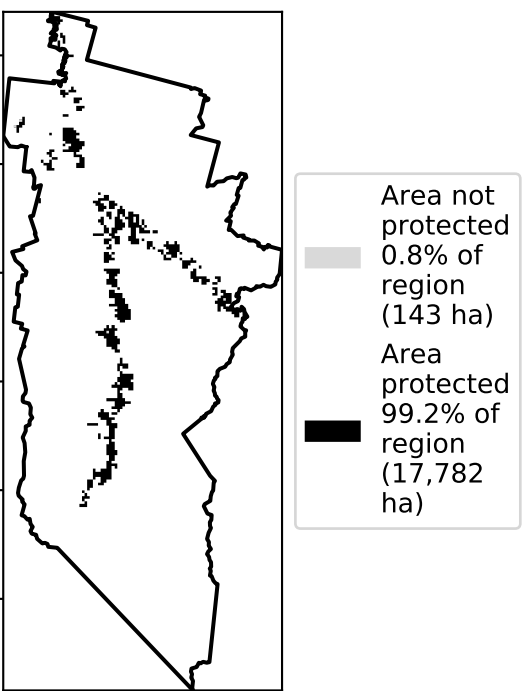 Area not
protected
0.8% of
region
(143 ha)
Area
protected
99.2% of
region
(17,782
ha)